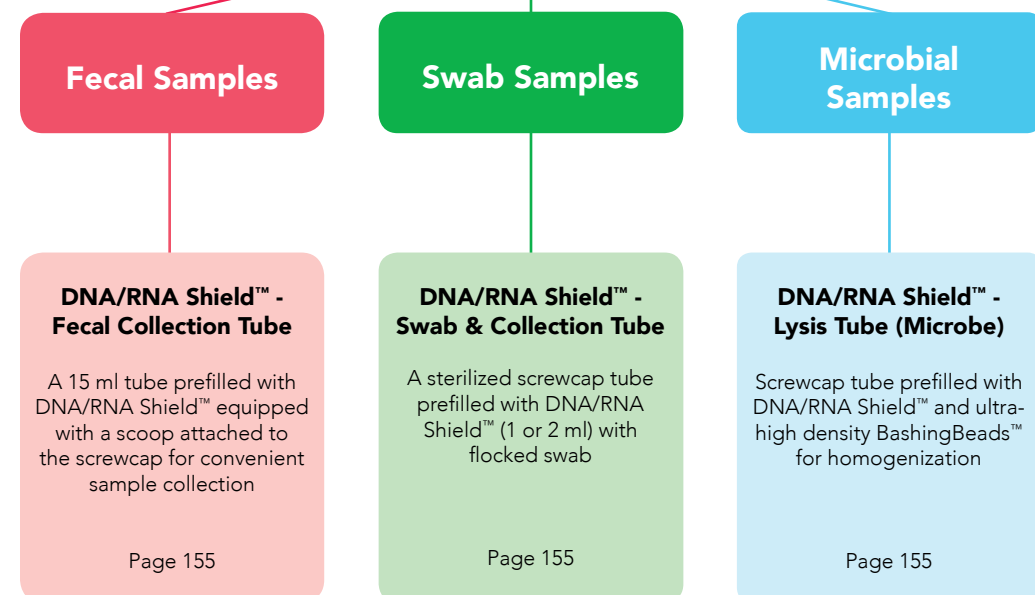 Fecal Samples
Swab Samples
Microbial
Samples
DNA/RNA Shield™ -
Fecal Collection Tube
A 15 ml tube prefilled with
DNA/RNA Shield™ equipped
with a scoop attached to
the screwcap for convenient
sample collection
Page 155
DNA/RNA Shield™ -
Swab & Collection Tube
A sterilized screwcap tube
prefilled with DNA/RNA
Shield™ (1 or 2 ml) with
flocked swab
Page 155
DNA/RNA Shield™ -
Lysis Tube (Microbe)
Screwcap tube prefilled with
DNA/RNA Shield™ and ultra-
high density BashingBeads™
for homogenization
Page 155